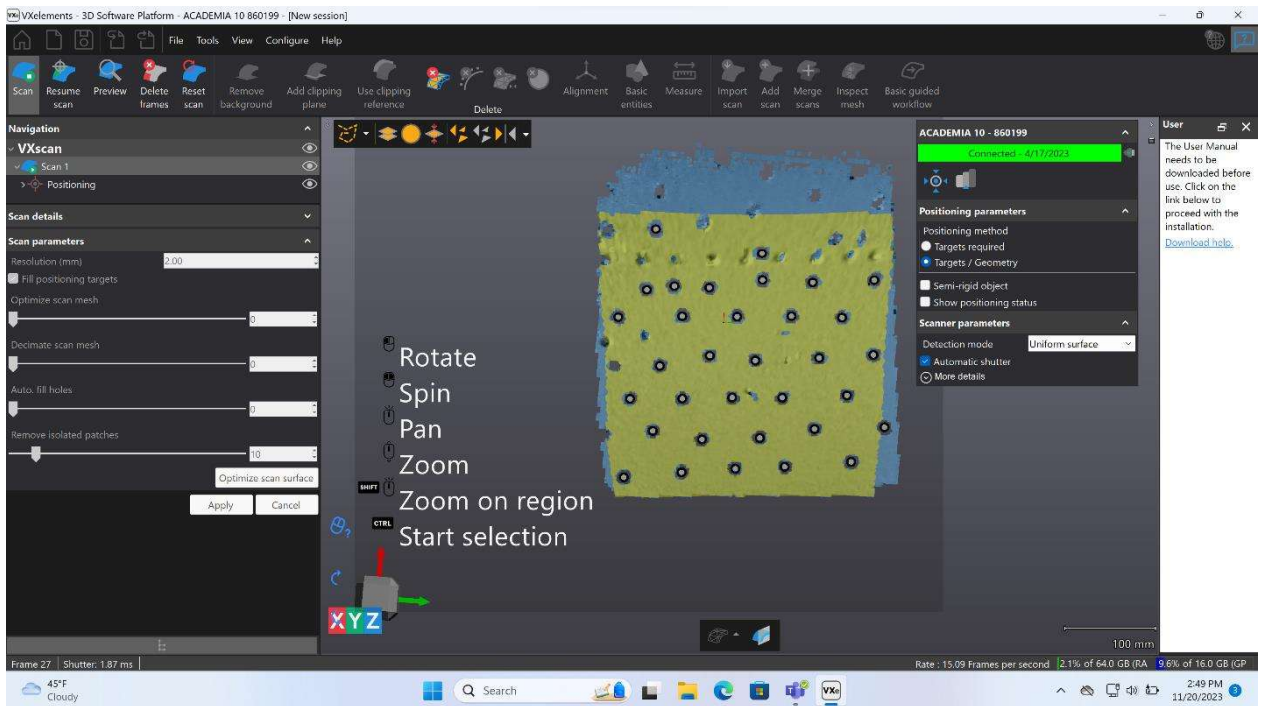 VXelements - 3D Software Platform - ACADEMIA 10 860199 - [New session]
File Tools View Configure Help
Scan
Resume scan
Preview
Delete frames
Reset scan
Remove background
Add clipping plane
Use clipping reference
Delete
Alignment
Basic entities
Measure
Import scan
Add scan
Merge scans
Inspect mesh
Basic guided workflow
Navigation
VXscan
Scan 1
Positioning
Scan details
Scan parameters
Resolution (mm) 2.00
Fill positioning targets
Optimize scan mesh
0
Decimate scan mesh
0
Auto. fill holes
0
Remove isolated patches
10
Optimize scan surface
Apply Cancel
Rotate
Spin
Pan
Zoom
SHIFT Zoom on region
CTRL Start selection
XYZ
100 mm
ACADEMIA 10 - 860199
Connected - 4/17/2023
Positioning parameters
Positioning method
Targets required
Targets / Geometry
Semi-rigid object
Show positioning status
Scanner parameters
Detection mode Uniform surface
Automatic shutter
More details
User
The User Manual
needs to be
downloaded before
use. Click on the
link below to
proceed with the
installation.
Download help.
Frame 27 Shutter: 1.87 ms
Rate : 15.09 Frames per second 2.1% of 64.0 GB (RA 9.6% of 16.0 GB (GP
45°F
Cloudy
Search
VXe
2:49 PM
11/20/2023
3